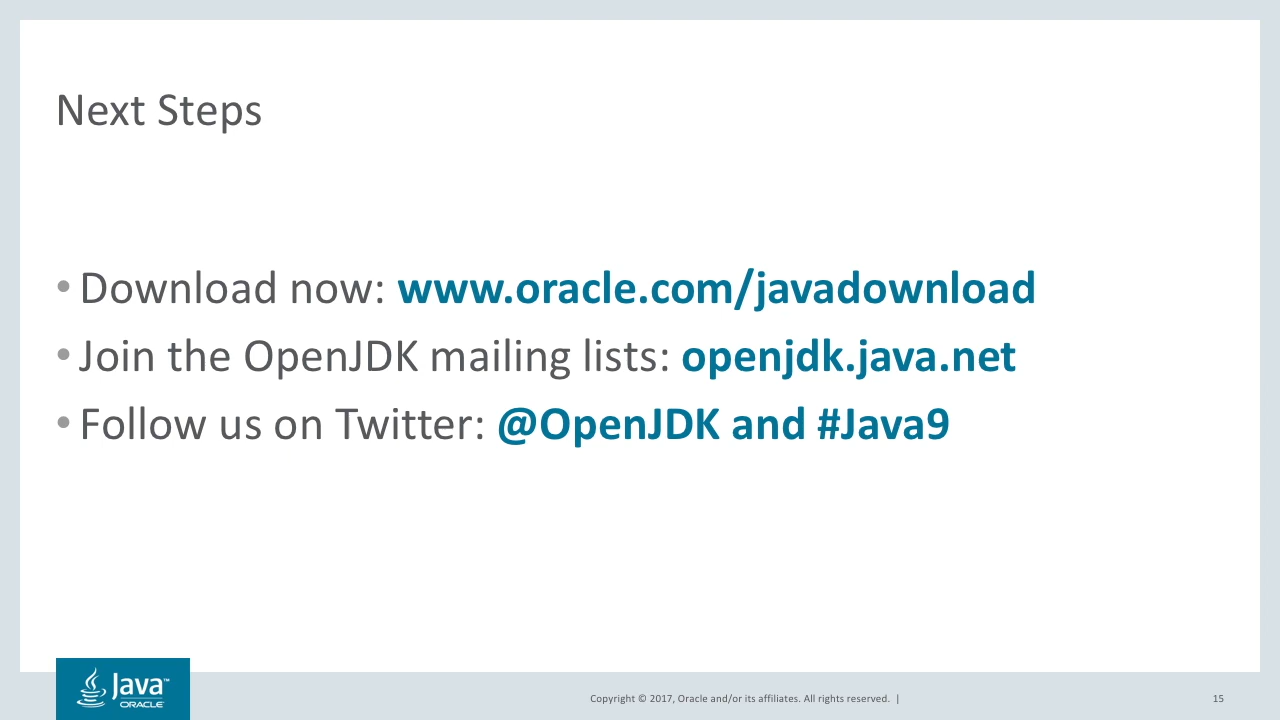 Next Steps
• Download now: www.oracle.com/javadownload
• Join the OpenJDK mailing lists: openjdk.java.net
• Follow us on Twitter: @OpenJDK and #Java9
Java™
ORACLE
Copyright © 2017, Oracle and/or its affiliates. All rights reserved. |
15